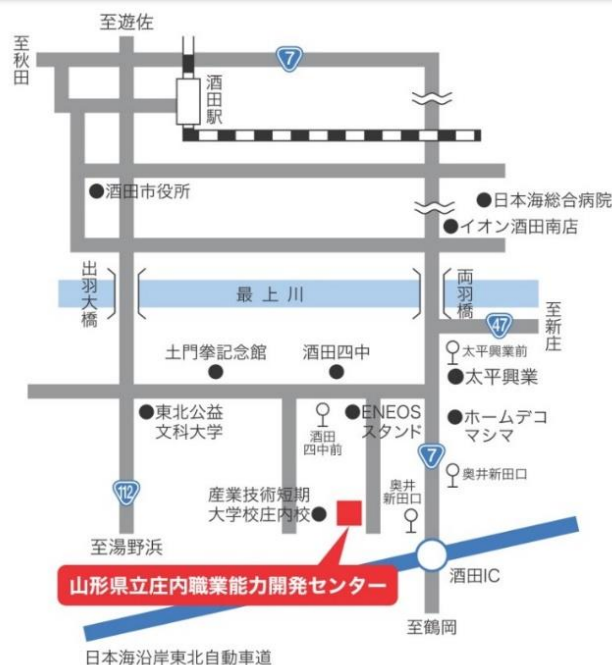 至遊佐
至秋田
7
酒田駅
酒田市役所
日本海総合病院
イオン酒田南店
出羽大橋
最上川
両羽橋
至新庄
47
土門拳記念館
酒田四中
太平興業前
太平興業
東北公益
文科大学
酒田
四中前
ENEOS
スタンド
ホームデコ
マシマ
7
奥井新田口
奥井
新田口
112
産業技術短期
大学校庄内校
至湯野浜
山形県立庄内職業能力開発センター
酒田IC
至鶴岡
日本海沿岸東北自動車道